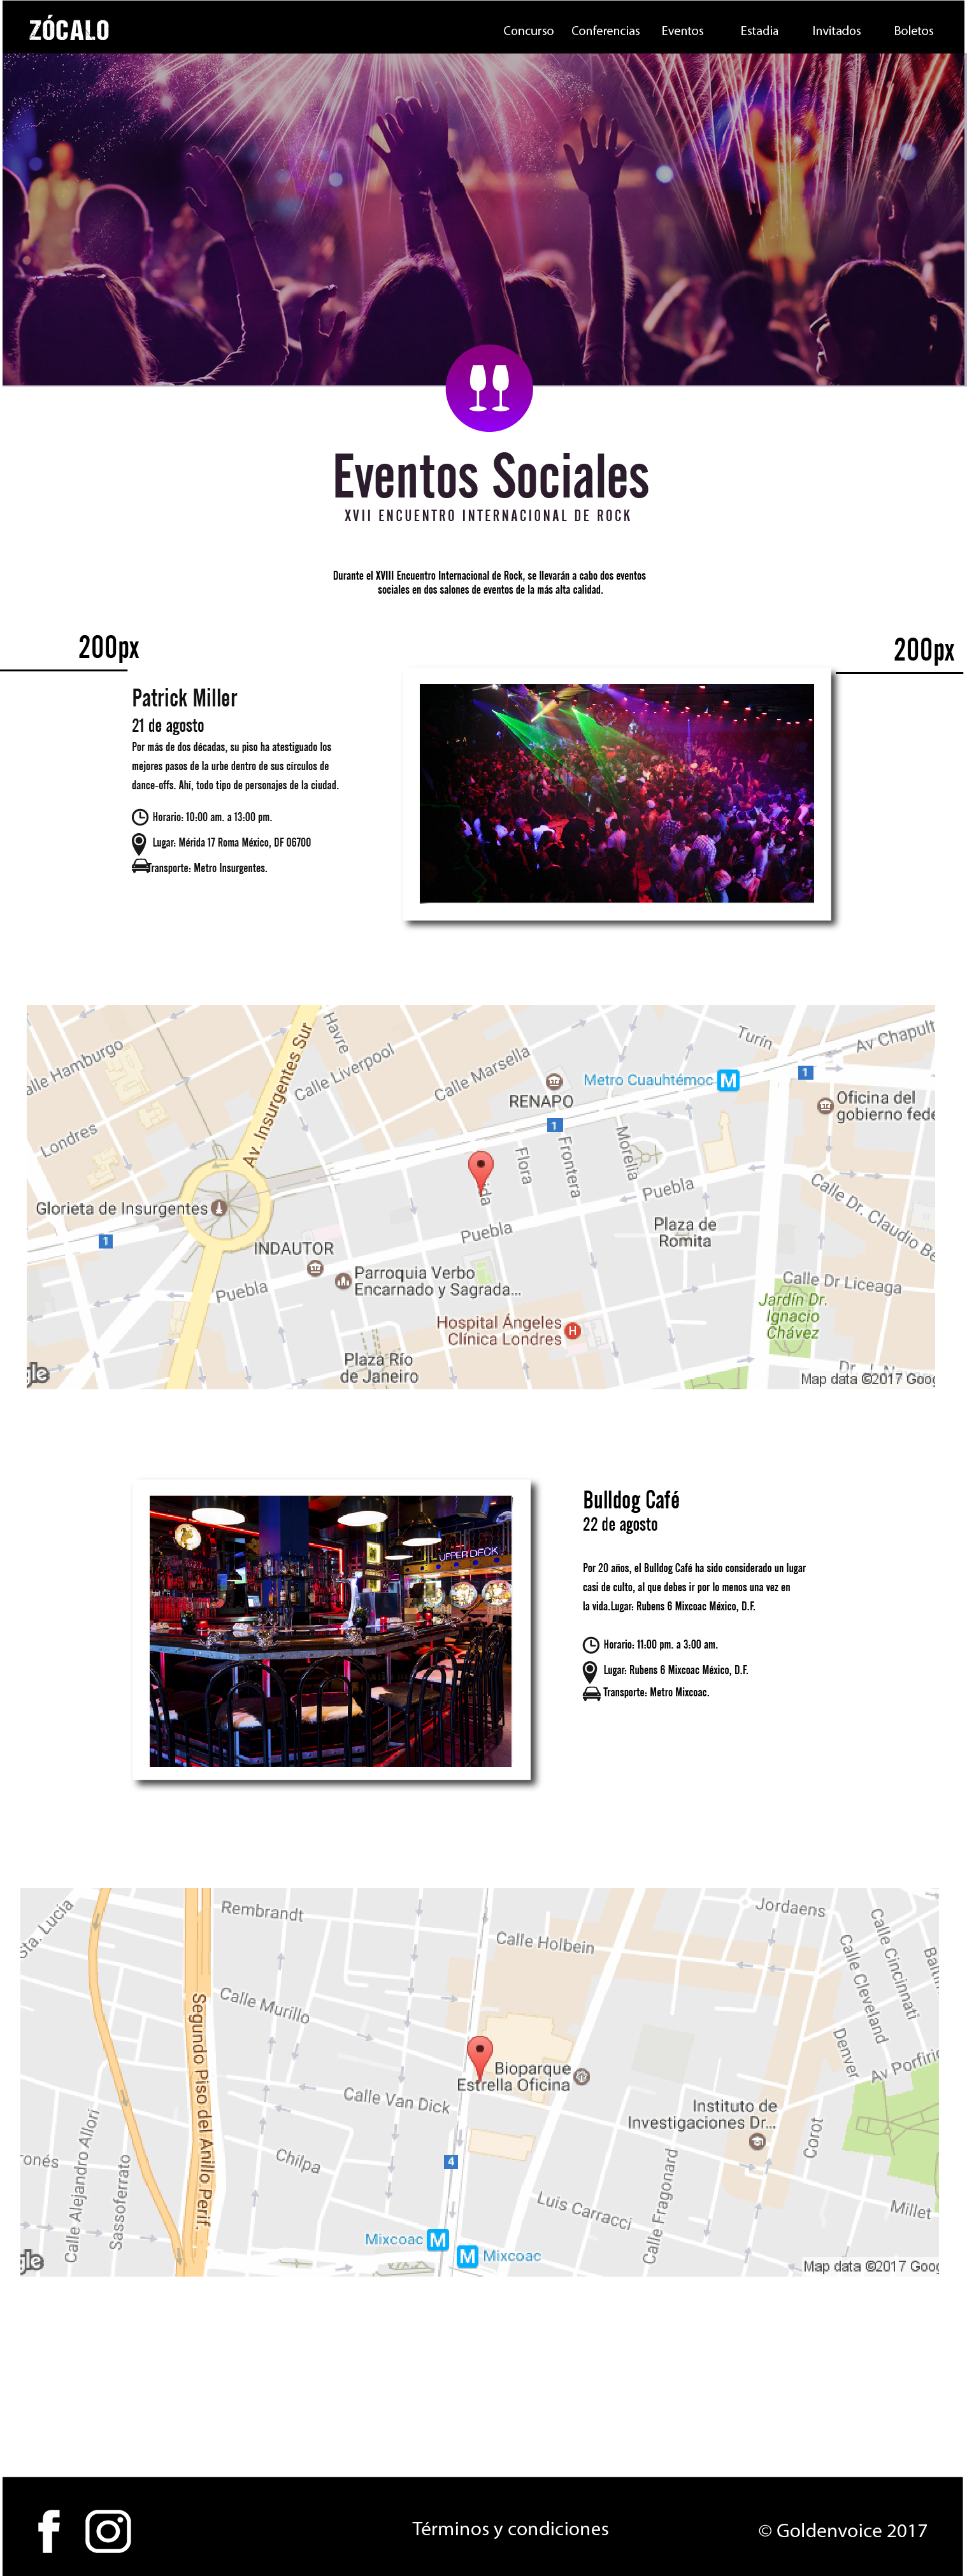 ZÓCALO
Concurso Conferencias Eventos Estadia Invitados Boletos
Eventos Sociales
XVII ENCUENTRO INTERNACIONAL DE ROCK
Durante el XVIII Encuentro Internacional de Rock, se llevarán a cabo dos eventos
sociales en dos salones de eventos de la más alta calidad.
200px
200px
Patrick Miller
21 de agosto
Por más de dos décadas, su piso ha atestiguado los
mejores pasos de la urbe dentro de sus círculos de
dance-offs. Ahí, todo tipo de personajes de la ciudad.
Horario: 10:00 am. a 13:00 pm.
Lugar: Mérida 17 Roma México, DF 06700
Transporte: Metro Insurgentes.
alle Hamburgo
Londres
Av. Insurgentes Sur
Havre
Calle Liverpool
Calle Marsella
RENAPO
Metro Cuauhtémoc M
Turín
Av Chapult
1
1
Oficina del
gobierno fede
Flora
Frontera
Morelia
Puebla
Calle Dr. Claudio Be
Glorieta de Insurgentes
1
INDAUTOR
Puebla
Plaza de
Romita
Parroquia Verbo
Encarnado y Sagrada...
Puebla
Calle Dr Liceaga
Jardín Dr.
Ignacio
Chávez
Hospital Ángeles
Clínica Londres
H
Plaza Río
de Janeiro
gle
Map data ©2017 Goog
Bulldog Café
22 de agosto
UPPER DECK
Por 20 años, el Bulldog Café ha sido considerado un lugar
casi de culto, al que debes ir por lo menos una vez en
la vida.Lugar: Rubens 6 Mixcoac México, D.F.
Horario: 11:00 pm. a 3:00 am.
Lugar: Rubens 6 Mixcoac México, D.F.
Transporte: Metro Mixcoac.
Sta. Lucia
Rembrandt
Calle Holbein
Jordaens
Calle Cincinnati
Calle Cleveland
Calle Murillo
Segundo Piso del Anillo Perif.
Denver
Av Porfirio
Bioparque
Estrella Oficina
Calle Van Dick
Instituto de
Investigaciones Dr...
Corot
ronés
Calle Alejandro Allori
Sassoferrato
Chilpa
4
Luis Carracci
Calle Fragonard
Millet
Mixcoac M
M Mixcoac
gle
Map data ©2017 Goog
Términos y condiciones
© Goldenvoice 2017